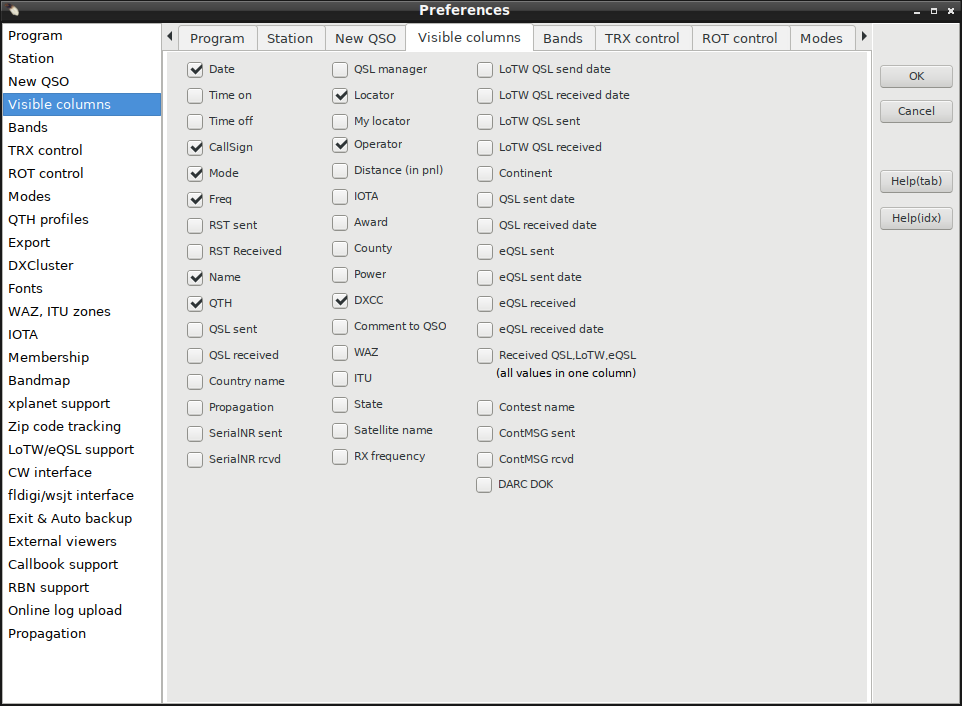 Preferences
Program
Station
New QSO
Visible columns
Bands
TRX control
ROT control
Modes
QTH profiles
Export
DXCluster
Fonts
WAZ, ITU zones
IOTA
Membership
Bandmap
xplanet support
Zip code tracking
LoTW/eQSL support
CW interface
fldigi/wsjt interface
Exit & Auto backup
External viewers
Callbook support
RBN support
Online log upload
Propagation
Program
Station
New QSO
Visible columns
Bands
TRX control
ROT control
Modes
Date
Time on
Time off
CallSign
Mode
Freq
RST sent
RST Received
Name
QTH
QSL sent
QSL received
Country name
Propagation
SerialNR sent
SerialNR rcvd
QSL manager
Locator
My locator
Operator
Distance (in pnl)
IOTA
Award
County
Power
DXCC
Comment to QSO
WAZ
ITU
State
Satellite name
RX frequency
LoTW QSL send date
LoTW QSL received date
LoTW QSL sent
LoTW QSL received
Continent
QSL sent date
QSL received date
eQSL sent
eQSL sent date
eQSL received
eQSL received date
Received QSL,LoTW,eQSL
(all values in one column)
Contest name
ContMSG sent
ContMSG rcvd
DARC DOK
OK
Cancel
Help(tab)
Help(idx)